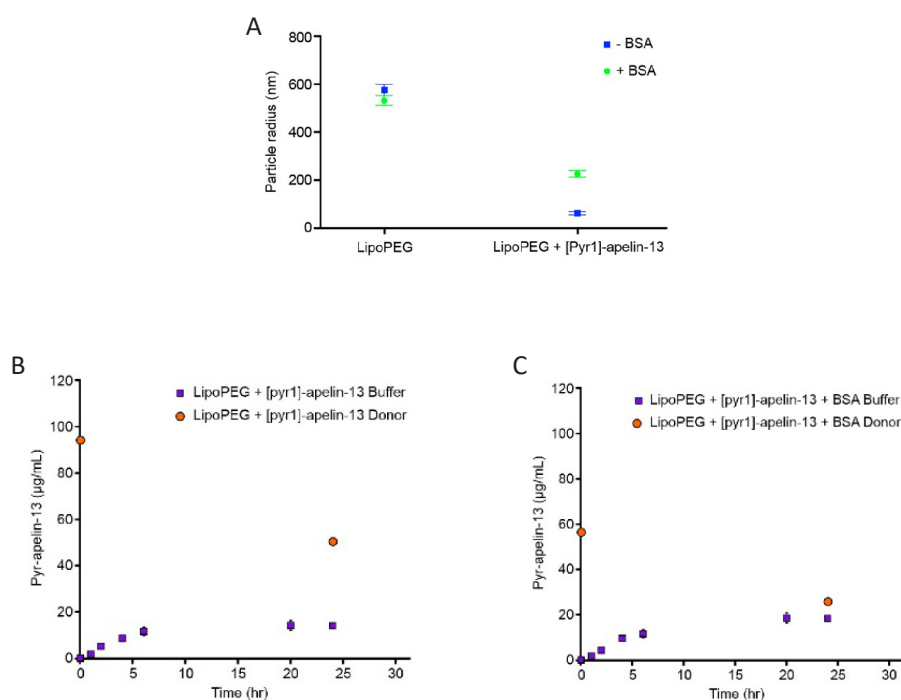 A
800
600
400
200
0
Particle radius (nm)
- BSA
+ BSA
LipoPEG
LipoPEG + [Pyr1]-apelin-13
B
120
100
80
60
40
20
0
Pyr-apelin-13 (µg/mL)
LipoPEG + [pyr1]-apelin-13 Buffer
LipoPEG + [pyr1]-apelin-13 Donor
0 5 10 15 20 25 30
Time (hr)
C
120
100
80
60
40
20
0
Pyr-apelin-13 (µg/mL)
LipoPEG + [pyr1]-apelin-13 + BSA Buffer
LipoPEG + [pyr1]-apelin-13 + BSA Donor
0 5 10 15 20 25 30
Time (hr)